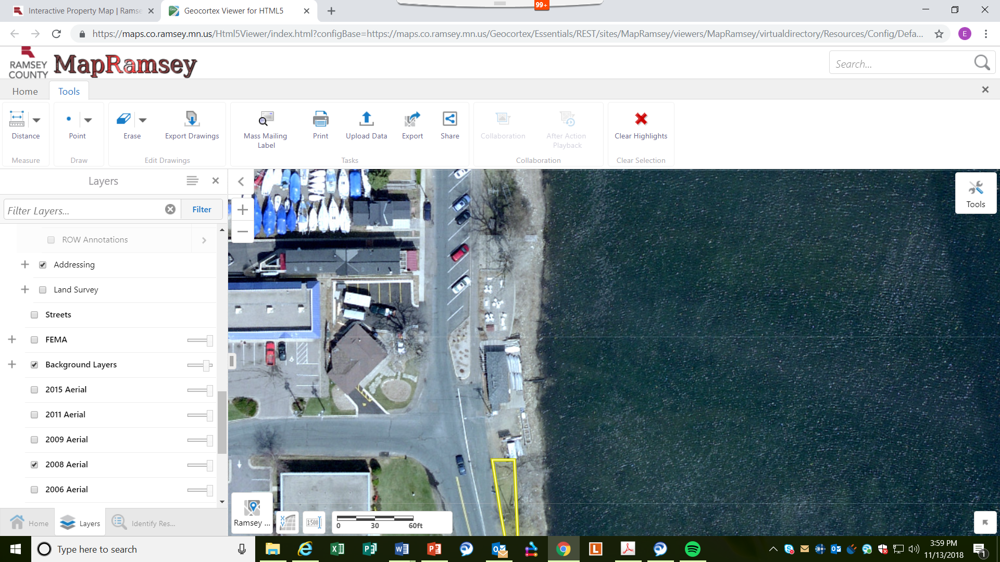 Interactive Property Map | Ramse
Geocortex Viewer for HTML5
99+
https://maps.co.ramsey.mn.us/Html5Viewer/index.html?configBase=https://maps.co.ramsey.mn.us/Geocortex/Essentials/REST/sites/MapRamsey/viewers/MapRamsey/virtualdirectory/Resources/Config/Defa...
E
RAMSEY
COUNTY
MapRamsey
Search...
Home
Tools
Distance
Point
Erase
Export Drawings
Mass Mailing
Label
Print
Upload Data
Export
Share
Collaboration
After Action
Playback
Clear Highlights
Measure
Draw
Edit Drawings
Tasks
Collaboration
Clear Selection
Layers
Tools
Filter Layers...
Filter
ROW Annotations
Addressing
Land Survey
Streets
FEMA
Background Layers
2015 Aerial
2011 Aerial
2009 Aerial
2008 Aerial
2006 Aerial
Home
Layers
Identify Res...
Ramsey ...
1:500
0
30
60ft
Type here to search
3:59 PM
11/13/2018
1